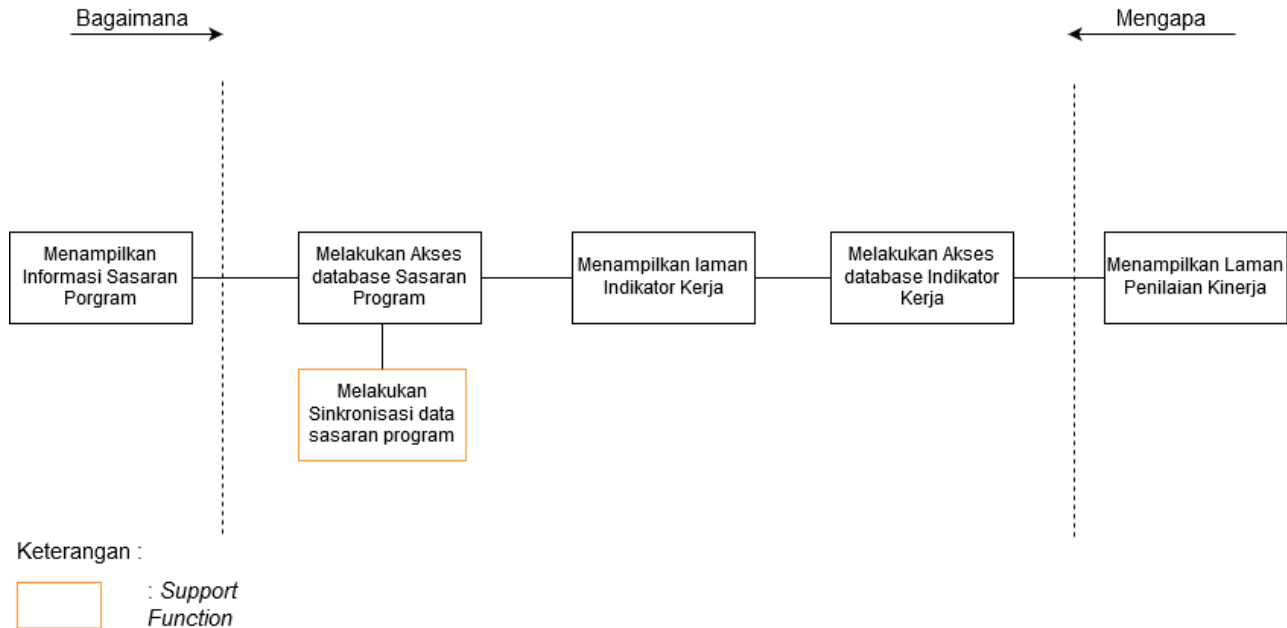 Bagaimana
Mengapa
Menampilkan
Informasi Sasaran
Porgram
Melakukan Akses
database Sasaran
Program
Menampilkan laman
Indikator Kerja
Melakukan Akses
database Indikator
Kerja
Menampilkan Laman
Penilaian Kinerja
Melakukan
Sinkronisasi data
sasaran program
Keterangan :
: Support
Function